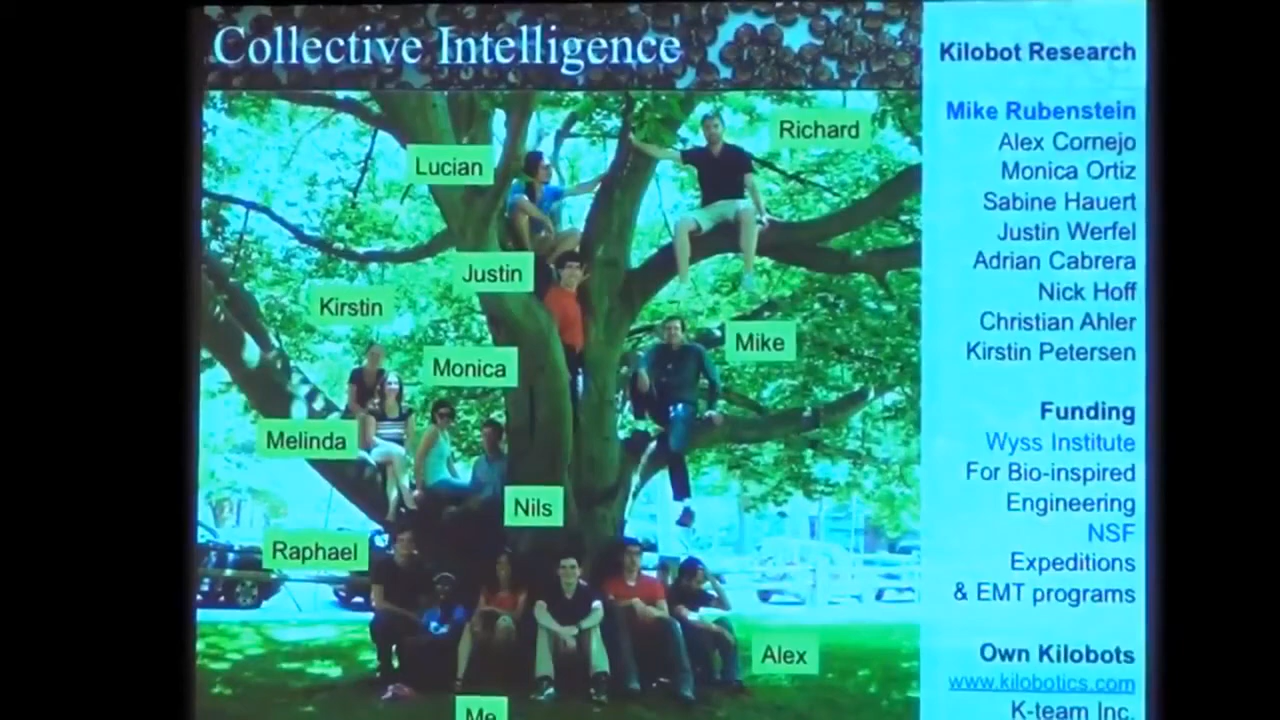 Collective Intelligence
Richard
Lucian
Justin
Kirstin
Mike
Monica
Melinda
Nils
Raphael
Alex
Me
Kilobot Research
Mike Rubenstein
Alex Cornejo
Monica Ortiz
Sabine Hauert
Justin Werfel
Adrian Cabrera
Nick Hoff
Christian Ahler
Kirstin Petersen
Funding
Wyss Institute
For Bio-inspired
Engineering
NSF
Expeditions
& EMT programs
Own Kilobots
www.kilobotics.com
K-team Inc.